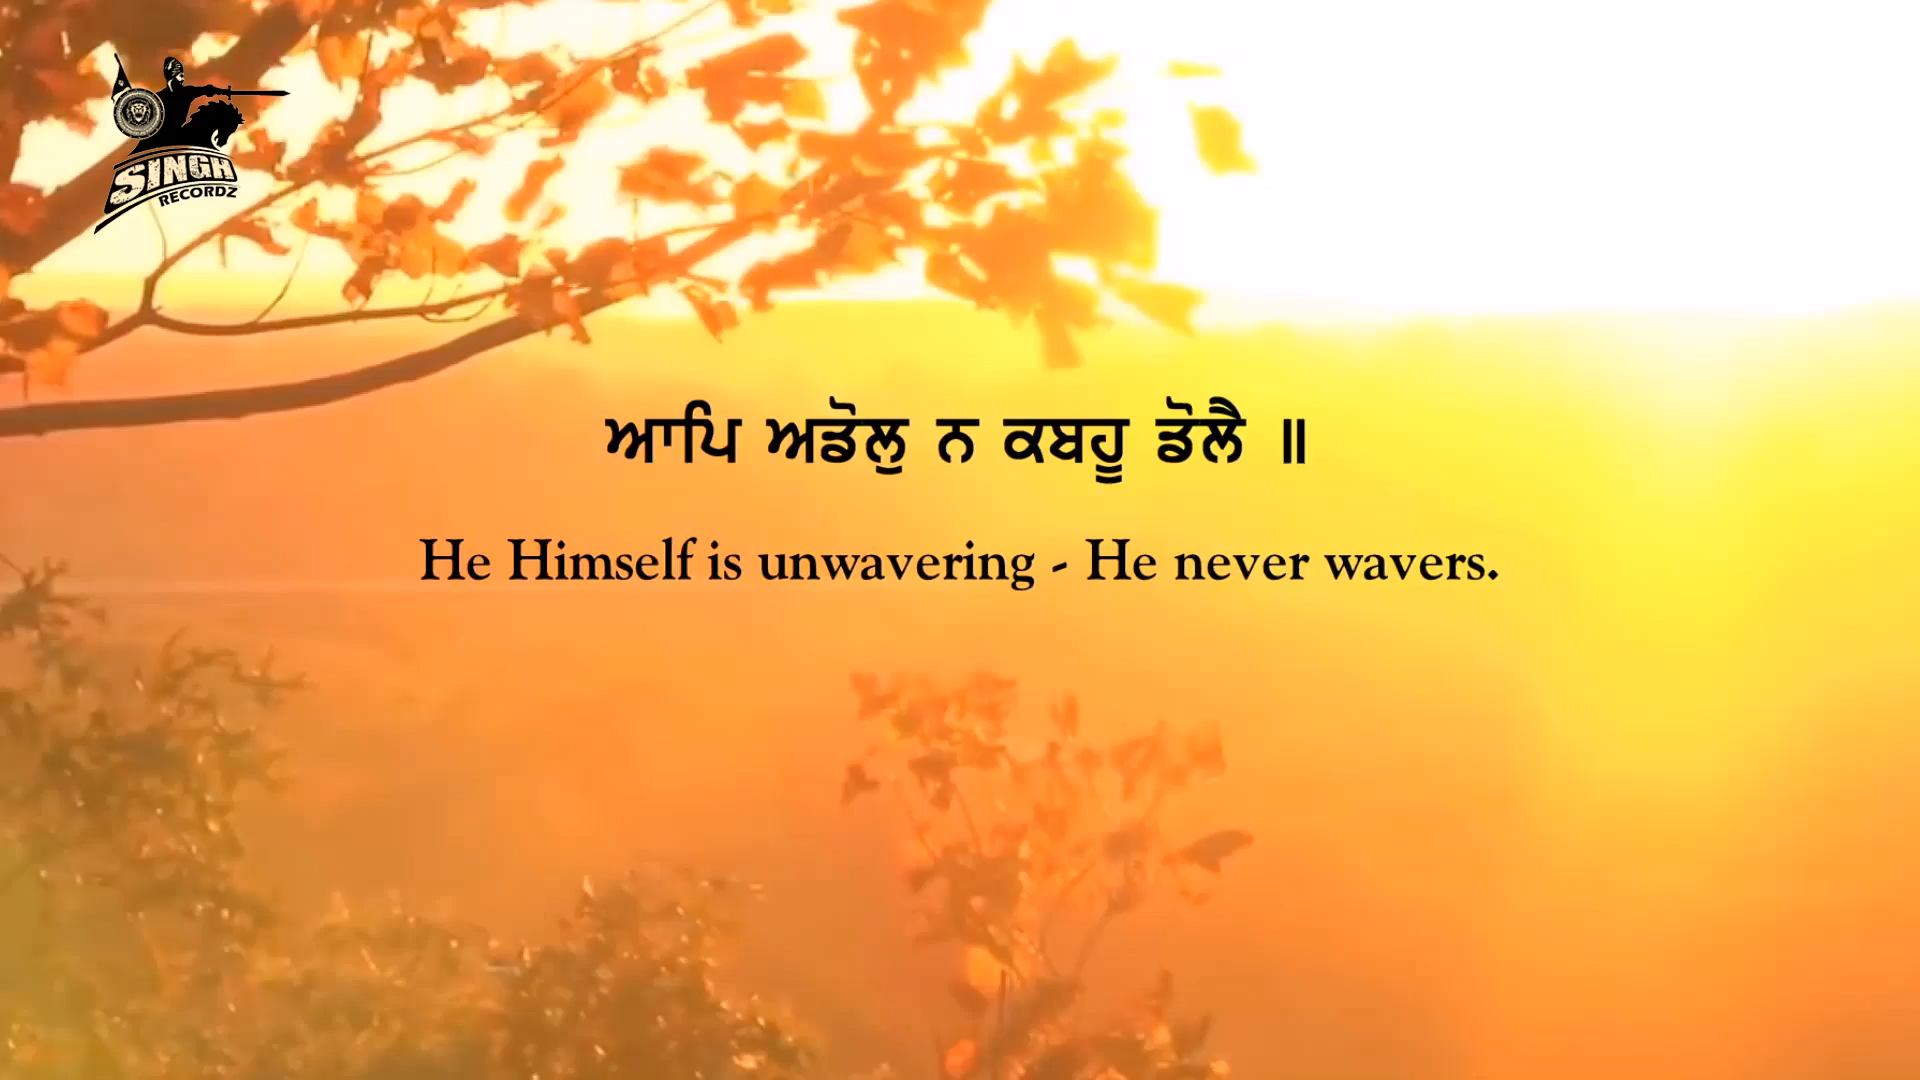 SINGH
RECORDZ
ਆਪਿ ਅਡੋਲੁ ਨ ਕਬਹੂ ਡੋਲੈ ॥
He Himself is unwavering - He never wavers.